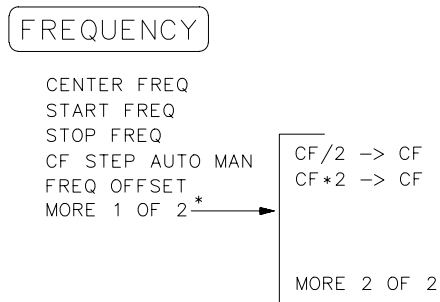 FREQUENCY
CENTER FREQ
START FREQ
STOP FREQ
CF STEP AUTO MAN
FREQ OFFSET
MORE 1 OF 2*
CF/2 -> CF
CF*2 -> CF
MORE 2 OF 2